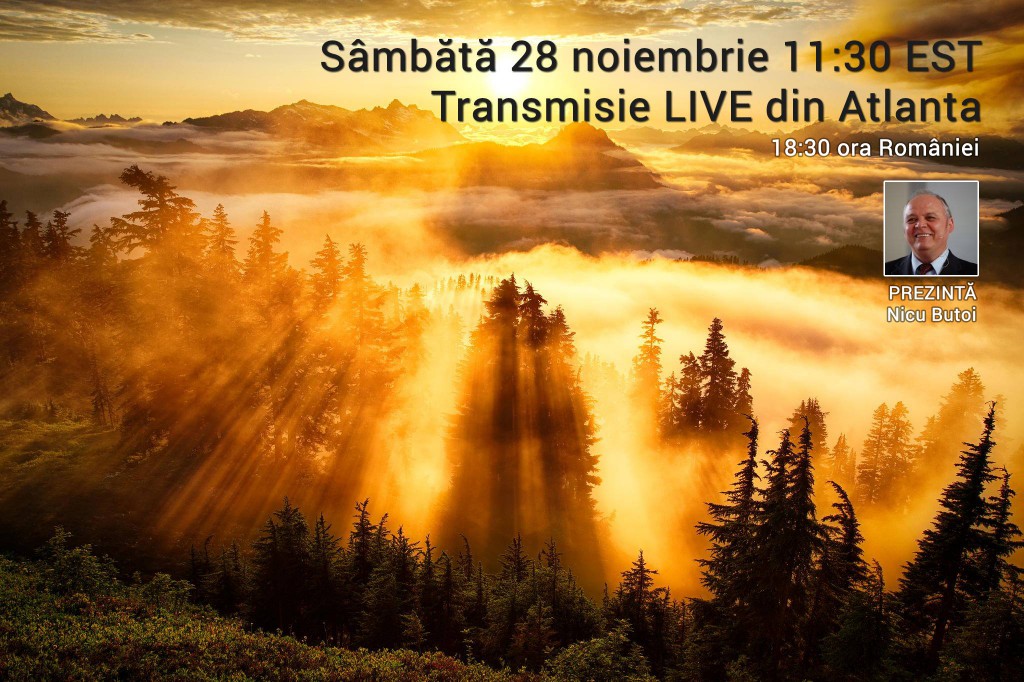 Sâmbătă 28 noiembrie 11:30 EST
Transmisie LIVE din Atlanta
18:30 ora României
PREZINTĂ
Nicu Butoi